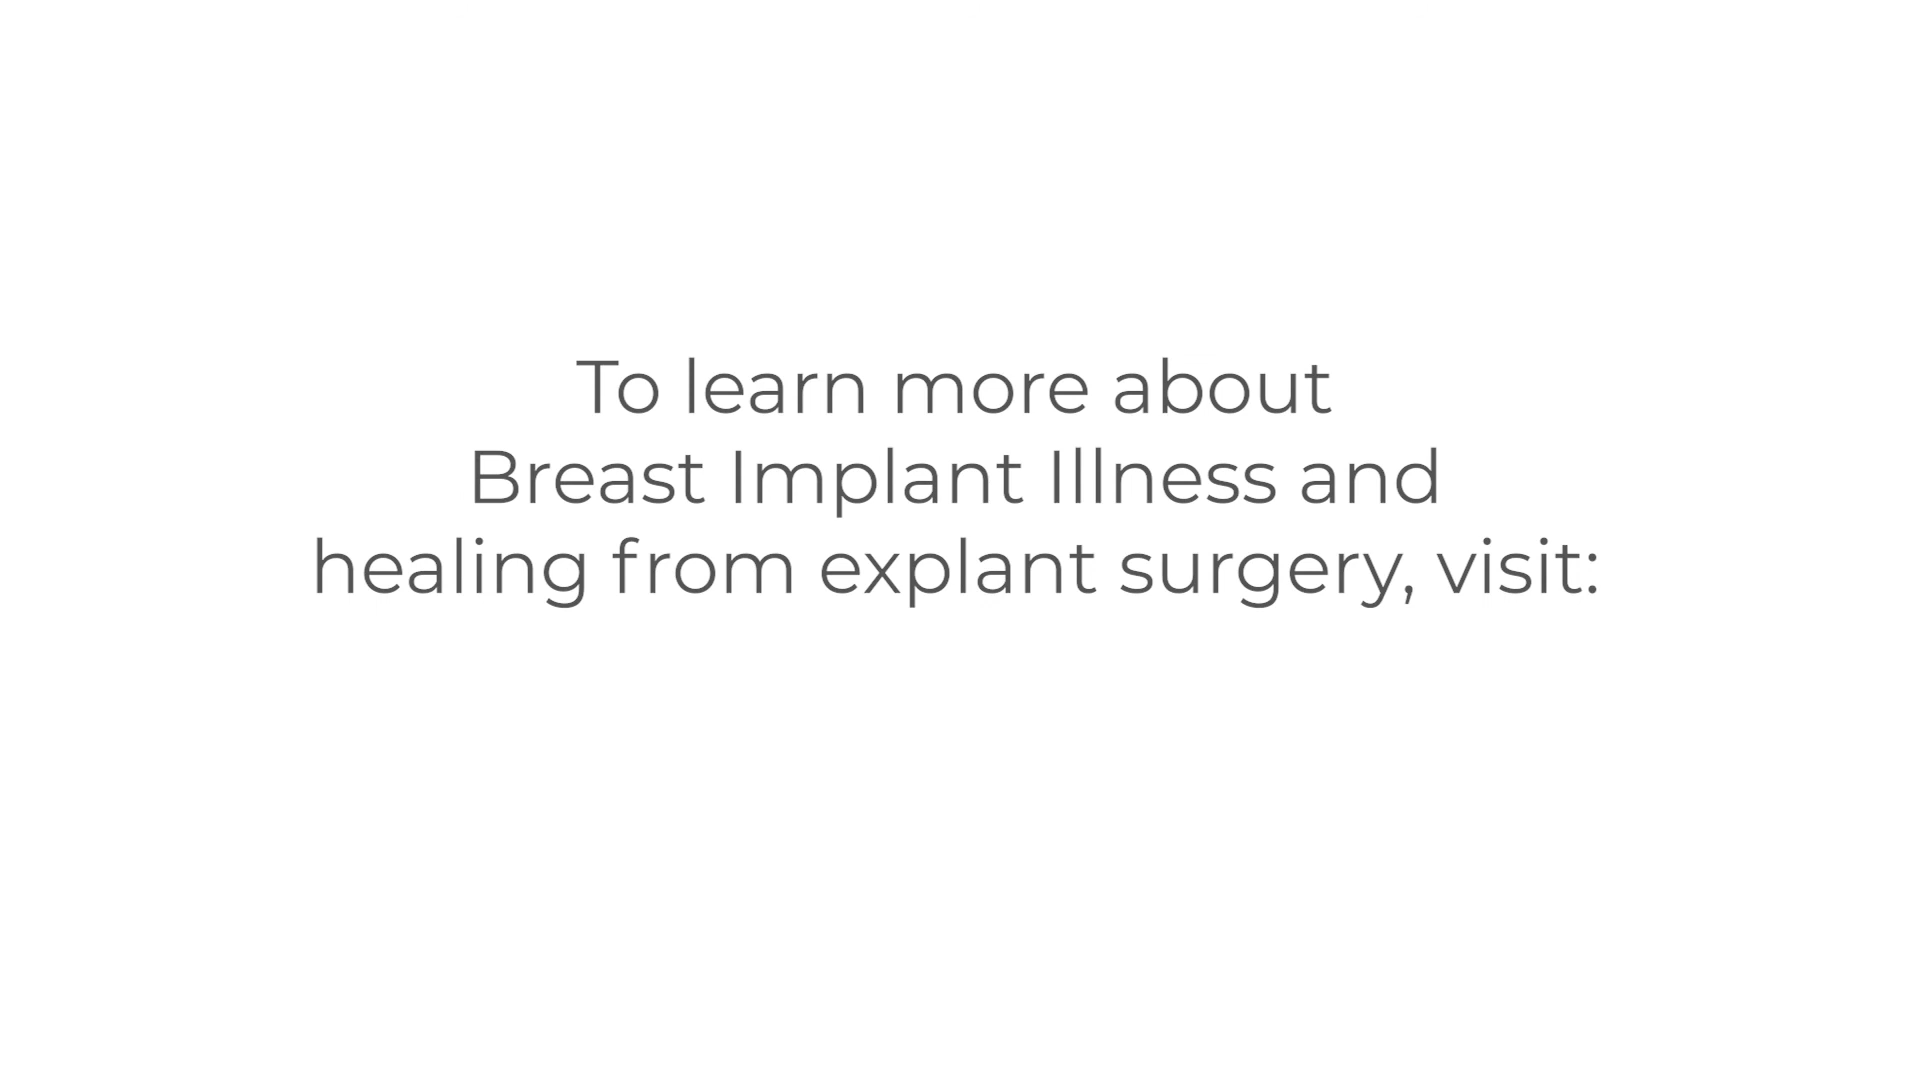 To learn more about
Breast Implant Illness and
healing from explant surgery, visit: